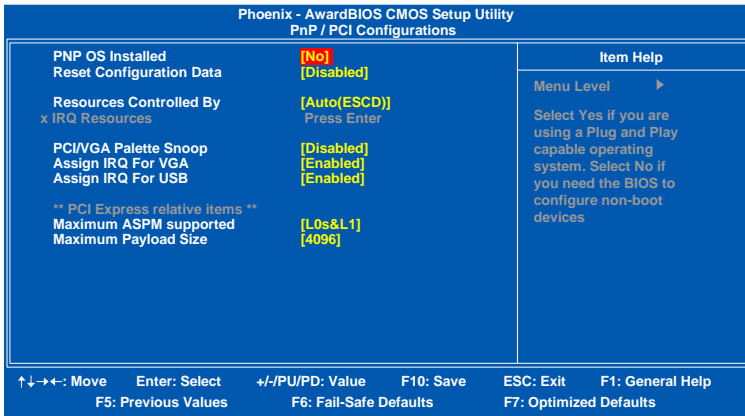 Phoenix - AwardBIOS CMOS Setup Utility
PnP / PCI Configurations
PNP OS Installed [No]
Reset Configuration Data [Disabled]
Resources Controlled By [Auto(ESCD)]
x IRQ Resources Press Enter
PCI/VGA Palette Snoop [Disabled]
Assign IRQ For VGA [Enabled]
Assign IRQ For USB [Enabled]
** PCI Express relative items **
Maximum ASPM supported [L0s&L1]
Maximum Payload Size [4096]
Item Help
Menu Level
Select Yes if you are
using a Plug and Play
capable operating
system. Select No if
you need the BIOS to
configure non-boot
devices
↑↓→←: Move Enter: Select +/-/PU/PD: Value F10: Save ESC: Exit F1: General Help
F5: Previous Values F6: Fail-Safe Defaults F7: Optimized Defaults